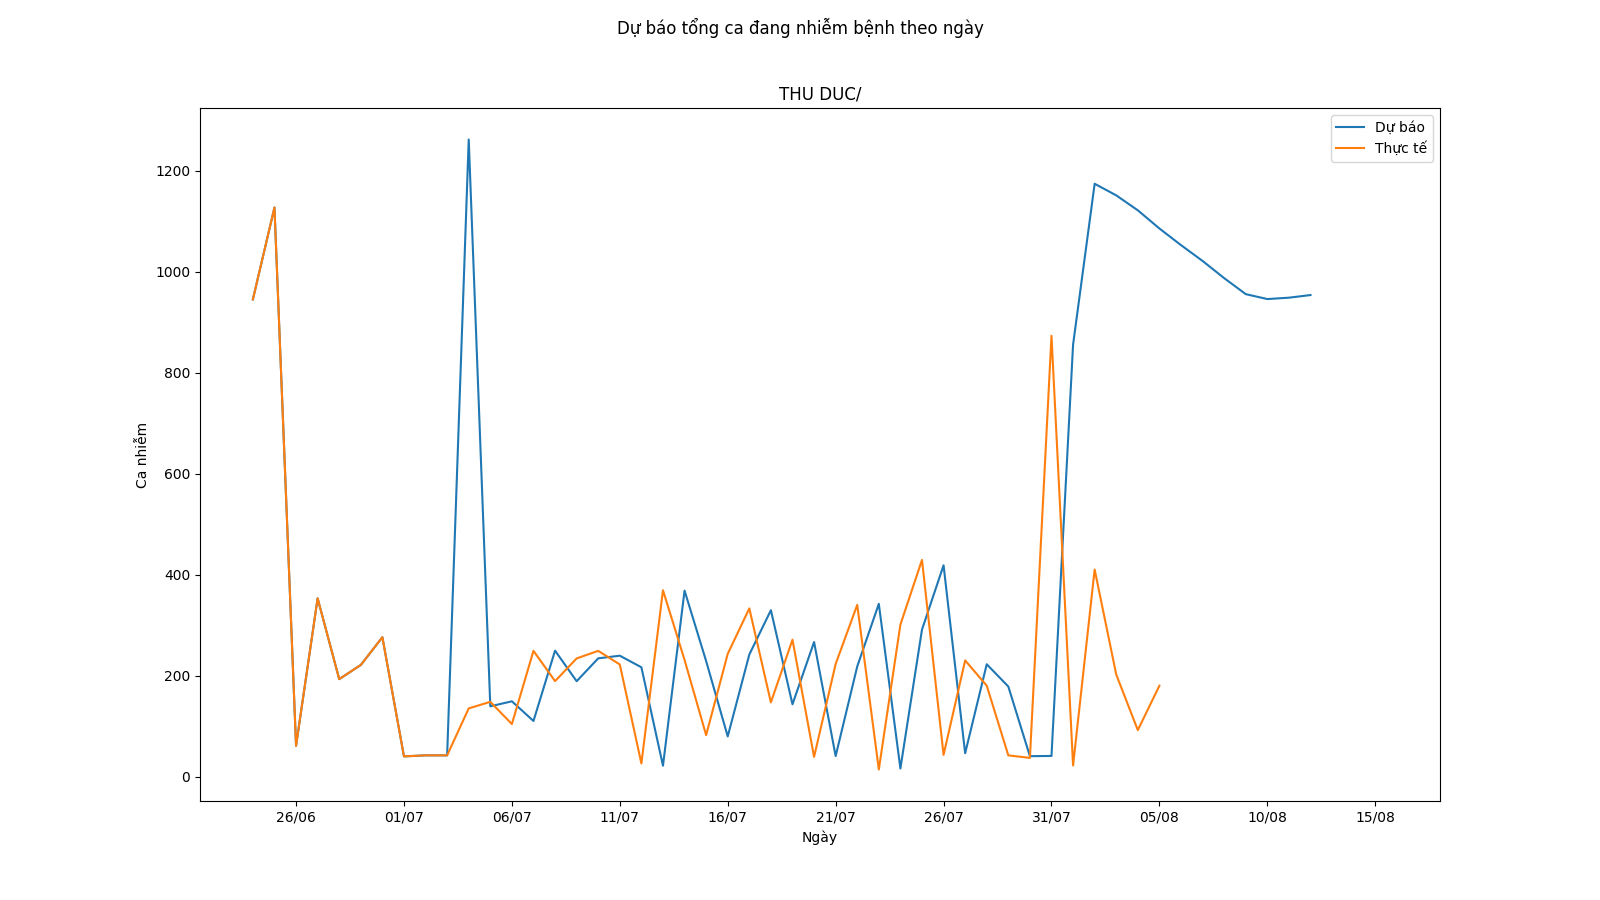 Dự báo tổng ca đang nhiễm bệnh theo ngày
THU DUC/
Dự báo
Thực tế
1200
1000
800
600
400
200
0
Ca nhiễm
26/06 01/07 06/07 11/07 16/07 21/07 26/07 31/07 05/08 10/08 15/08
Ngày